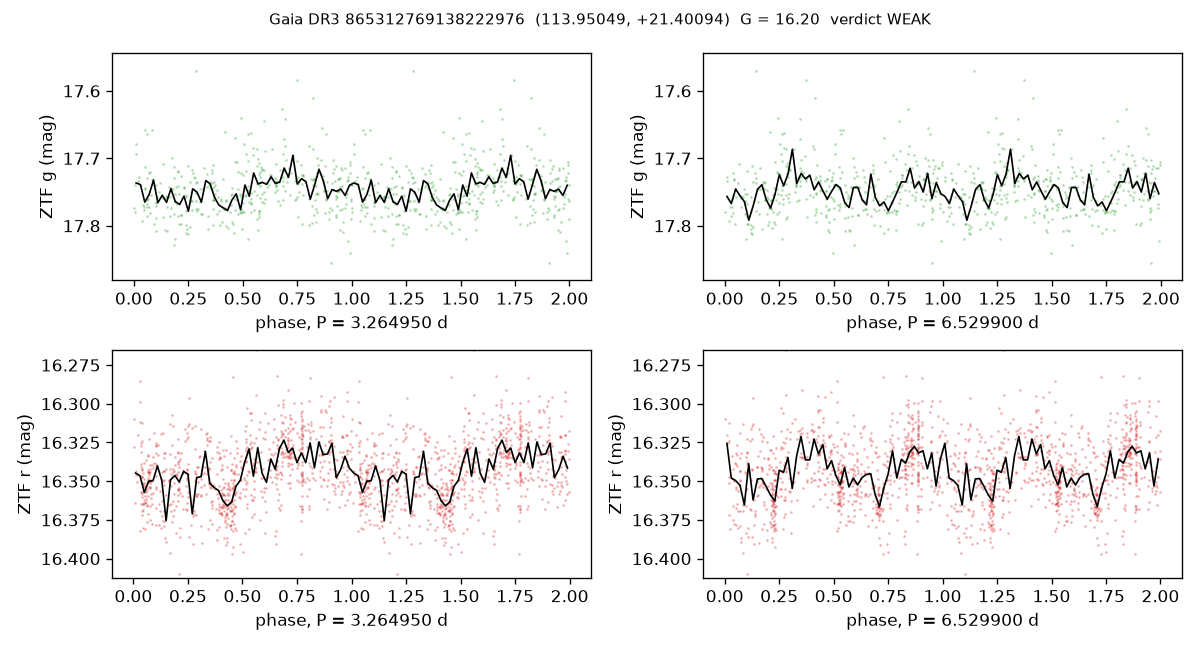 Gaia DR3 865312769138222976 (113.95049, +21.40094) G = 16.20 verdict WEAK
ZTF g (mag)
17.6
17.7
17.8
0.00 0.25 0.50 0.75 1.00 1.25 1.50 1.75 2.00
phase, P = 3.264950 d
ZTF g (mag)
17.6
17.7
17.8
0.00 0.25 0.50 0.75 1.00 1.25 1.50 1.75 2.00
phase, P = 6.529900 d
ZTF r (mag)
16.275
16.300
16.325
16.350
16.375
16.400
0.00 0.25 0.50 0.75 1.00 1.25 1.50 1.75 2.00
phase, P = 3.264950 d
ZTF r (mag)
16.275
16.300
16.325
16.350
16.375
16.400
0.00 0.25 0.50 0.75 1.00 1.25 1.50 1.75 2.00
phase, P = 6.529900 d